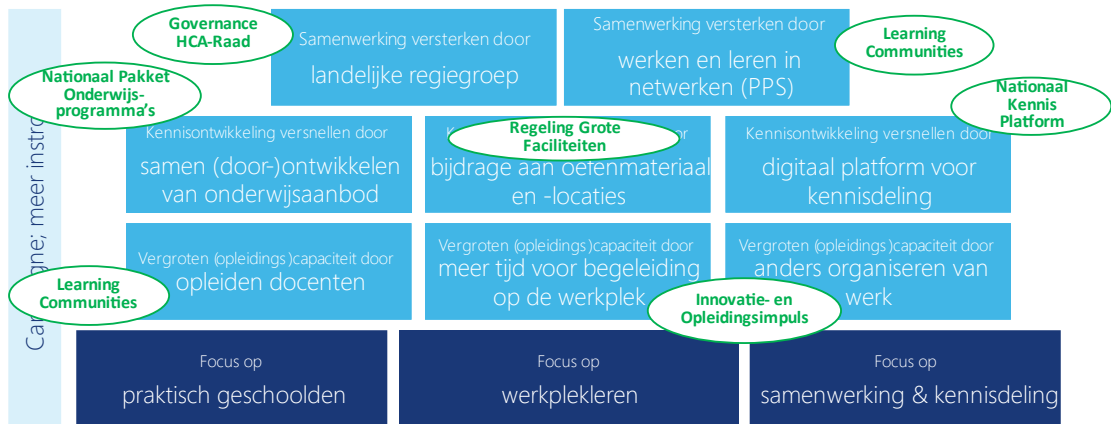 Governance
HCA-Raad
Samenwerking versterken door
landelijke regiegroep
Samenwerking versterken door
werken en leren in
netwerken (PPS)
Learning
Communities
Nationaal Pakket
Onderwijs-
programma's
Nationaal
Kennis
Platform
meer instro
Kennisontwikkeling versnellen door
samen (door-)ontwikkelen
van onderwijsaanbod
Regeling Grote
Faciliteiten
bijdrage aan oefenmateriaal
en -locaties
Kennisontwikkeling versnellen door
digitaal platform voor
kennisdeling
Vergroten (opleidings)capaciteit door
opleiden docenten
Vergroten (opleidings)capaciteit door
meer tijd voor begeleiding
op de werkplek
Vergroten (opleidings)capaciteit door
anders organiseren van
werk
Learning
Communities
Innovatie- en
Opleidingsimpuls
Focus op
praktisch geschoolden
Focus op
werkplekleren
Focus op
samenwerking & kennisdeling